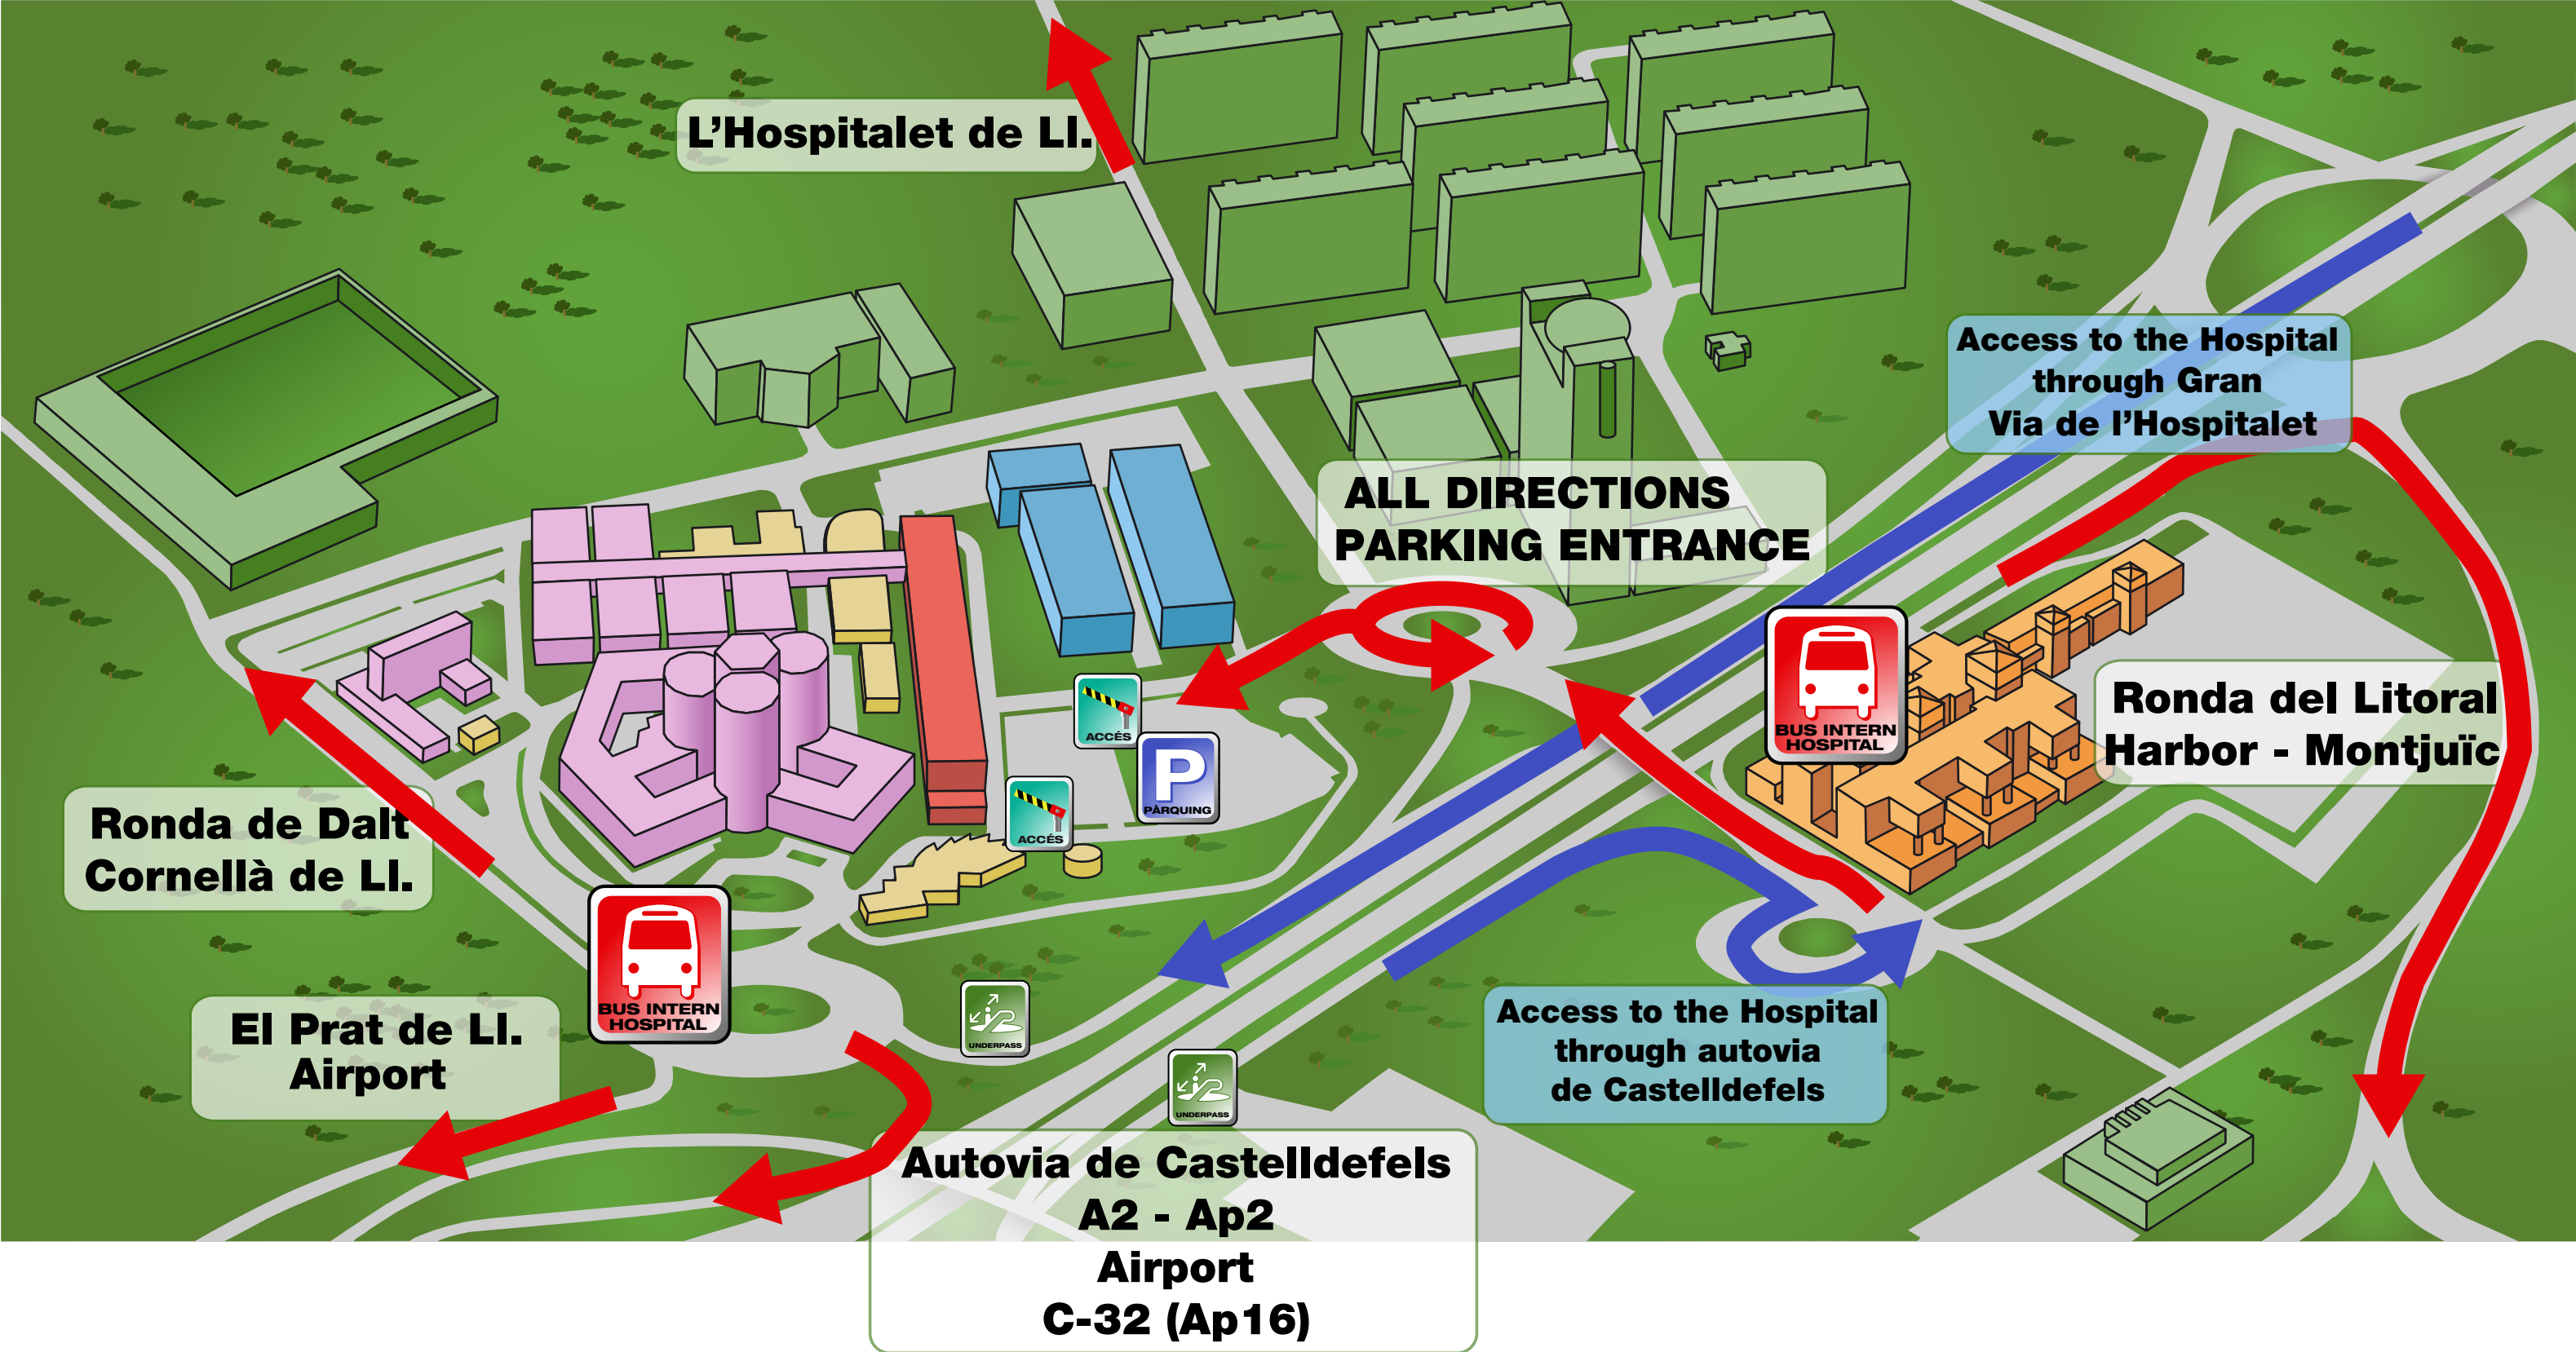 L'Hospitalet de Ll.
Access to the Hospital
through Gran
Via de l'Hospitalet
ALL DIRECTIONS
PARKING ENTRANCE
BUS INTERN
HOSPITAL
Ronda del Litoral
Harbor - Montjuïc
ACCÉS
P
PÀRQUING
ACCÉS
Ronda de Dalt
Cornellà de Ll.
BUS INTERN
HOSPITAL
El Prat de Ll.
Airport
UNDERPASS
UNDERPASS
Access to the Hospital
through autovia
de Castelldefels
Autovia de Castelldefels
A2 - Ap2
Airport
C-32 (Ap16)